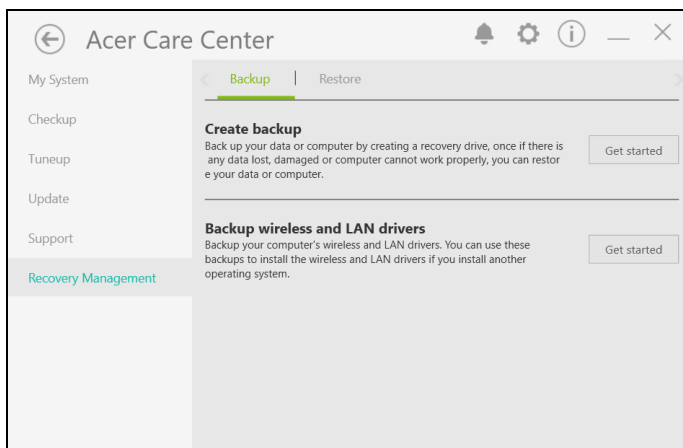 Acer Care Center
My System
Checkup
Tuneup
Update
Support
Recovery Management
Backup
Restore
Create backup
Back up your data or computer by creating a recovery drive, once if there is
any data lost, damaged or computer cannot work properly, you can restor
e your data or computer.
Get started
Backup wireless and LAN drivers
Backup your computer's wireless and LAN drivers. You can use these
backups to install the wireless and LAN drivers if you install another
operating system.
Get started